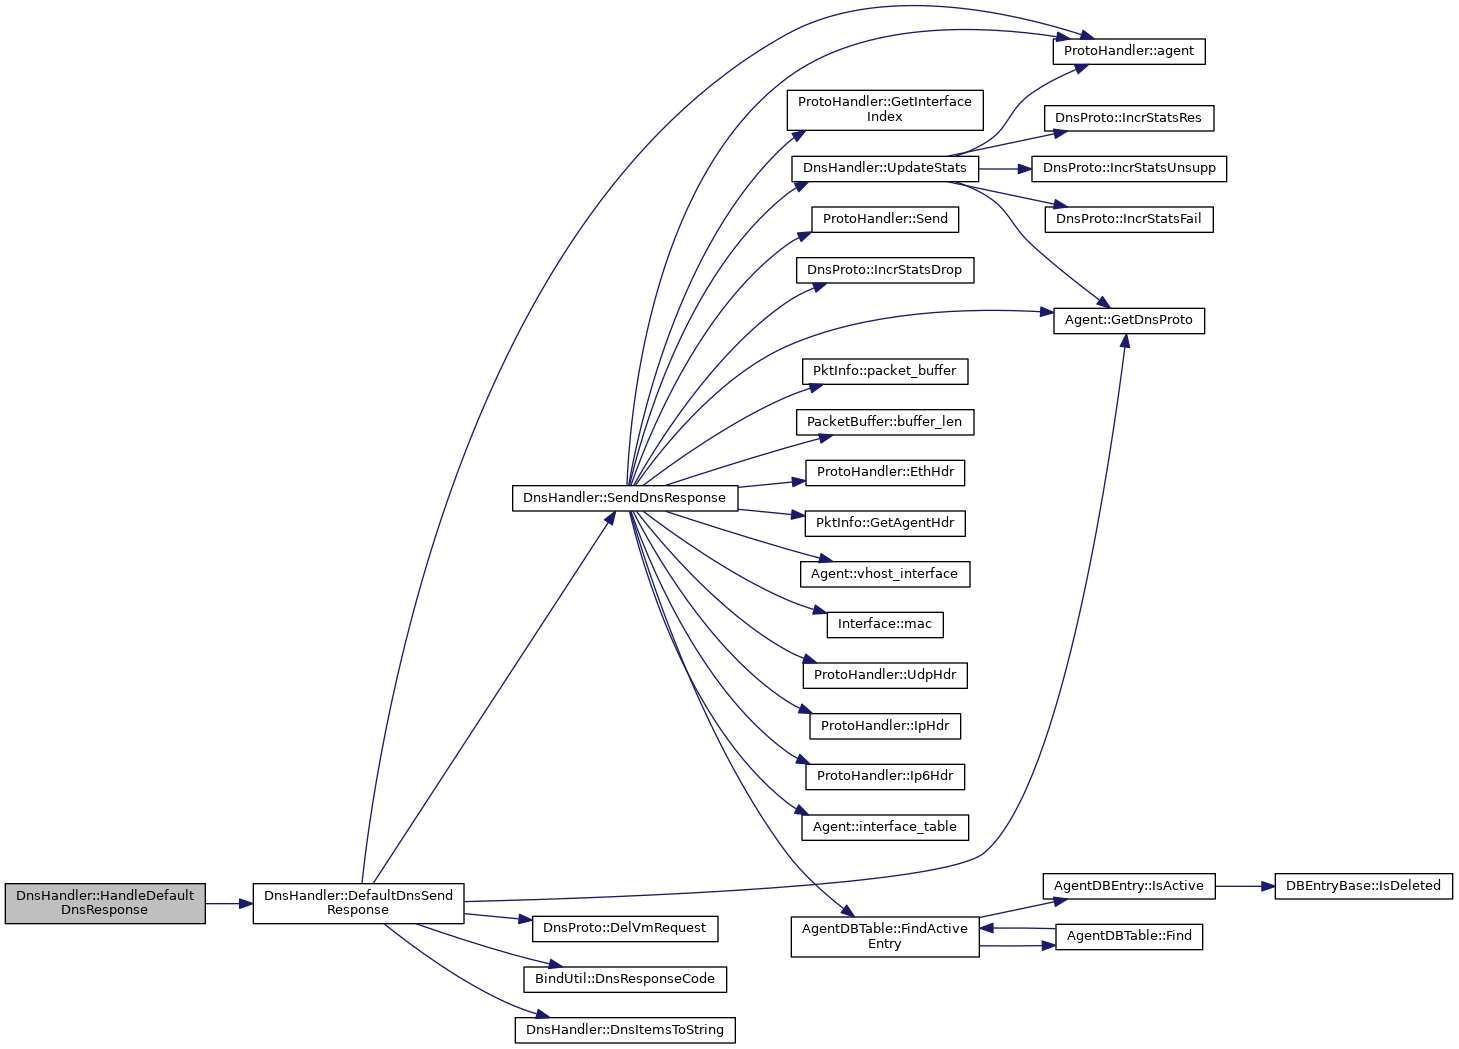 ProtoHandler::agent
ProtoHandler::GetInterface
Index
DnsProto::IncrStatsRes
DnsHandler::UpdateStats
DnsProto::IncrStatsUnsupp
ProtoHandler::Send
DnsProto::IncrStatsFail
DnsProto::IncrStatsDrop
Agent::GetDnsProto
PktInfo::packet_buffer
PacketBuffer::buffer_len
ProtoHandler::EthHdr
DnsHandler::SendDnsResponse
PktInfo::GetAgentHdr
Agent::vhost_interface
Interface::mac
ProtoHandler::UdpHdr
ProtoHandler::IpHdr
ProtoHandler::Ip6Hdr
Agent::interface_table
DnsHandler::HandleDefault
DnsResponse
DnsHandler::DefaultDnsSend
Response
AgentDBEntry::IsActive
DBEntryBase::IsDeleted
DnsProto::DelVmRequest
AgentDBTable::FindActive
Entry
AgentDBTable::Find
BindUtil::DnsResponseCode
DnsHandler::DnsItemsToString